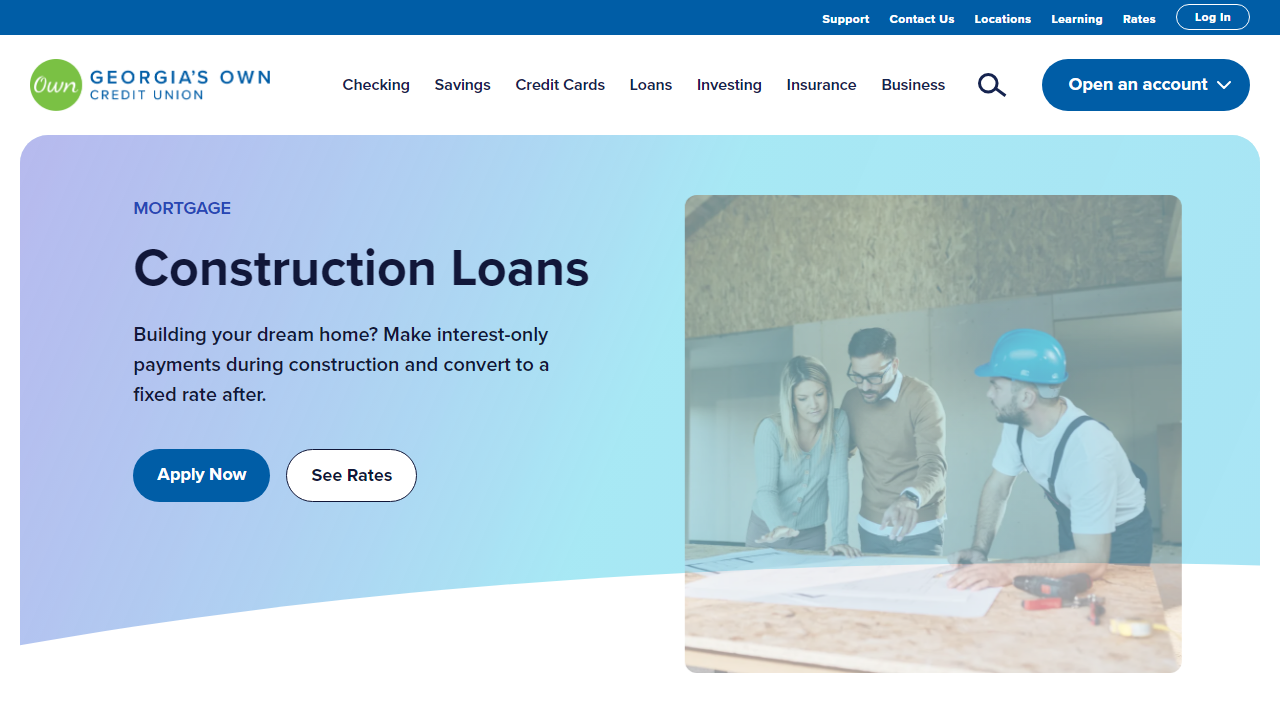 Support Contact Us Locations Learning Rates Log In
Own GEORGIA'S OWN
CREDIT UNION
Checking Savings Credit Cards Loans Investing Insurance Business Open an account
MORTGAGE
Construction Loans
Building your dream home? Make interest-only
payments during construction and convert to a
fixed rate after.
Apply Now See Rates